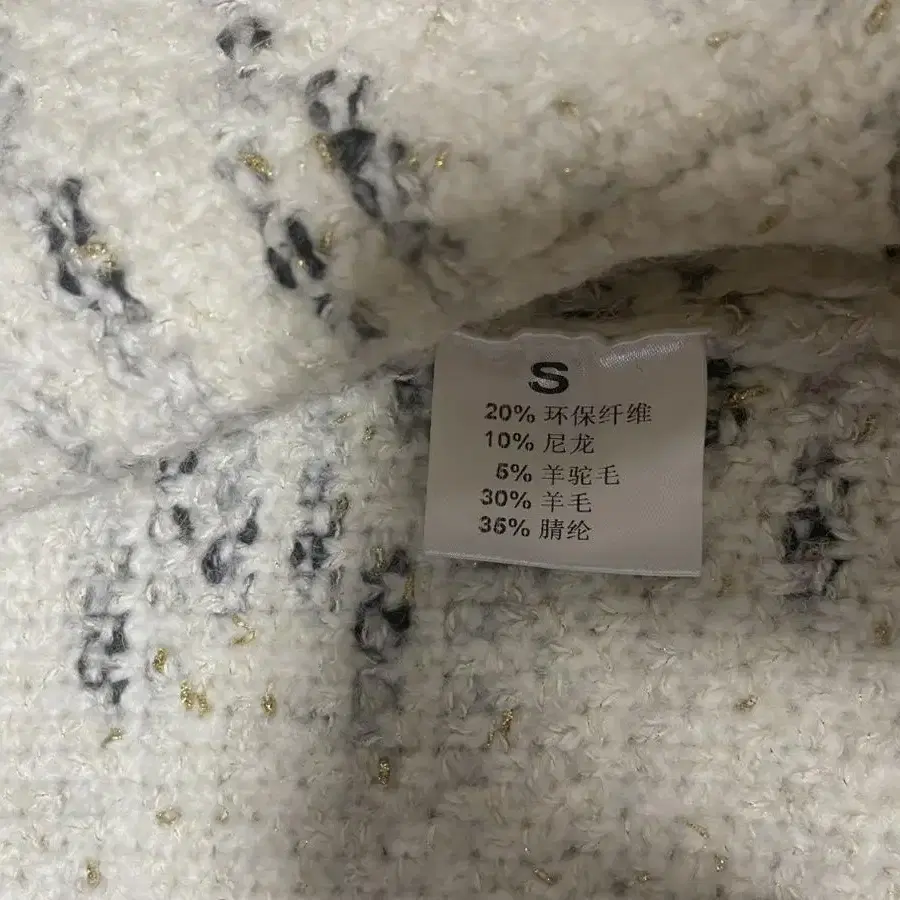 S
20% 环保纤维
10% 尼龙
5% 羊驼毛
30% 羊毛
35% 腈纶